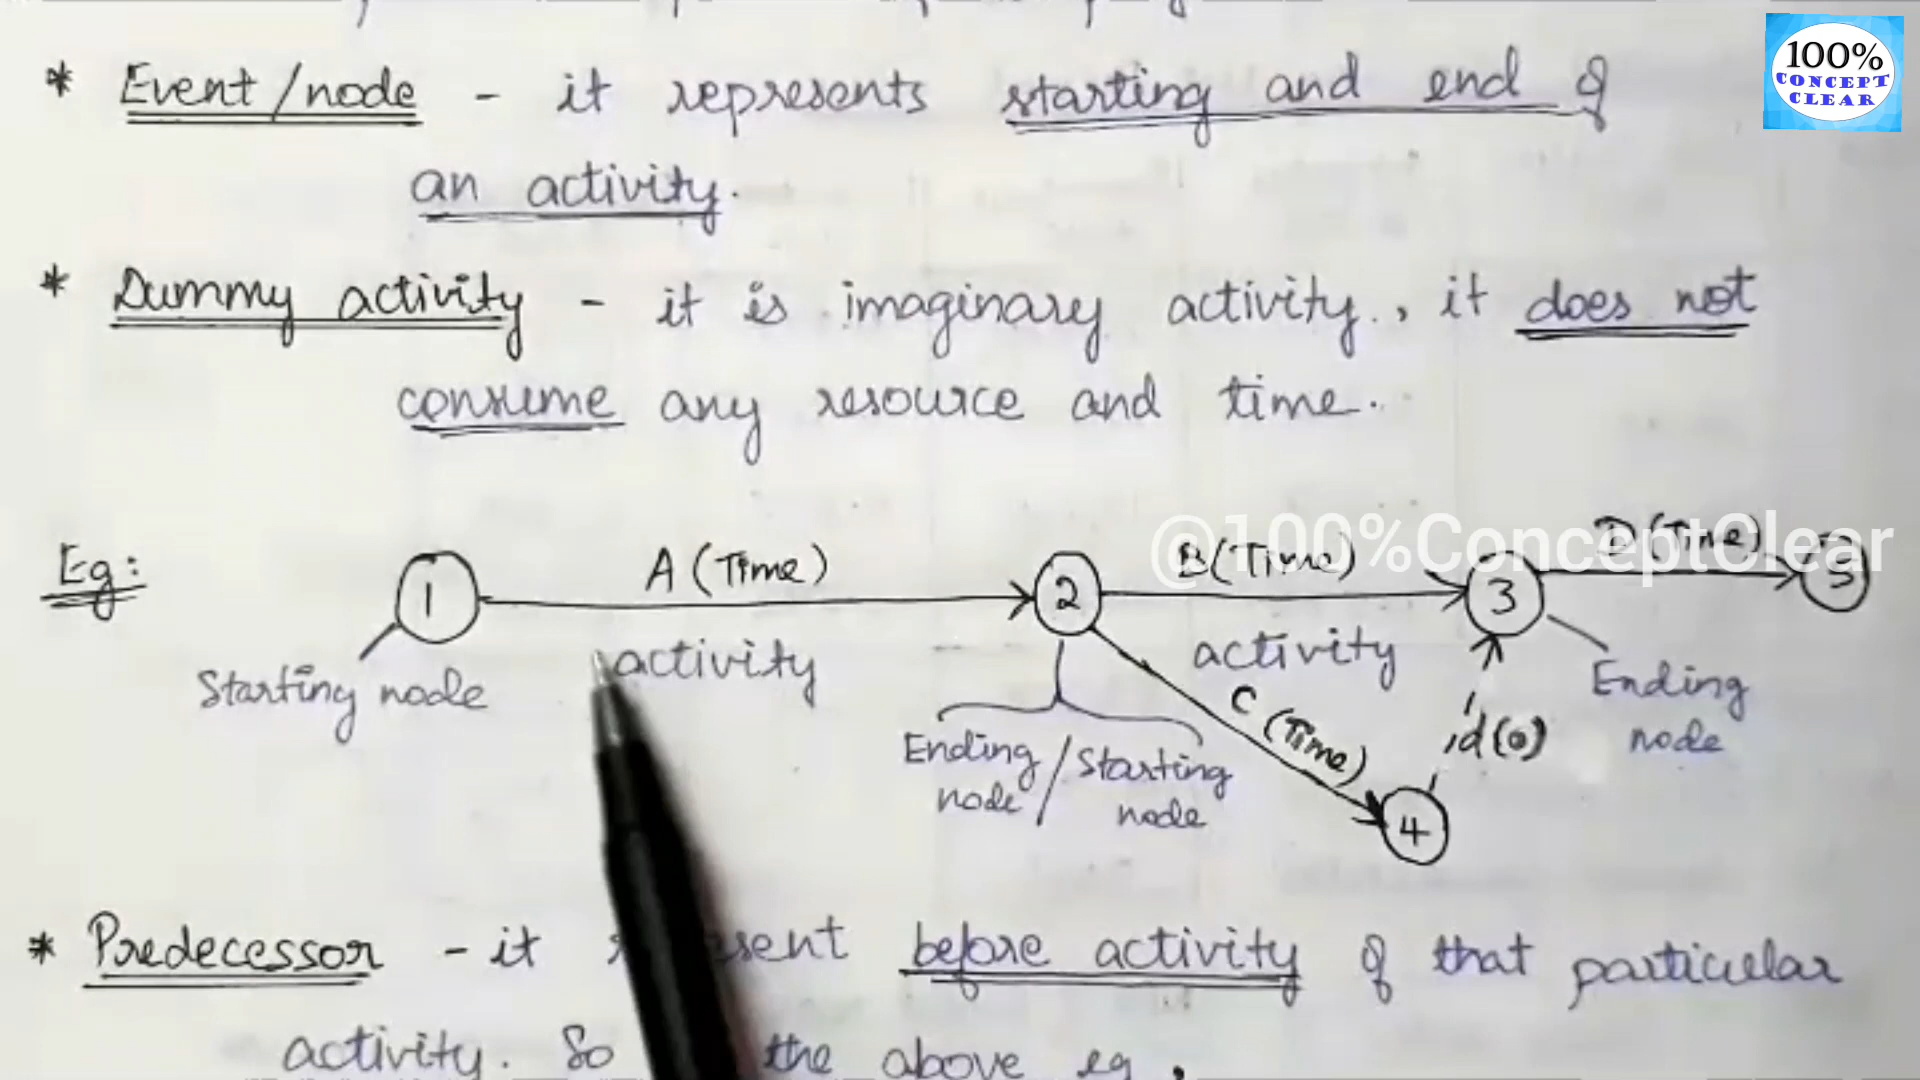 100%
CONCEPT
CLEAR
* Event/node - it represents starting and end of
an activity.
* Dummy activity - it is imaginary activity, it does not
consume any resource and time.
@100%ConceptClear
Eg:
1
A (Time)
2
B (Time)
3
D (Time)
5
Starting node
activity
activity
Ending
node
Ending / Starting
node node
C (Time)
d(0)
4
* Predecessor - it before activity of that particular
activity. So the above eg,